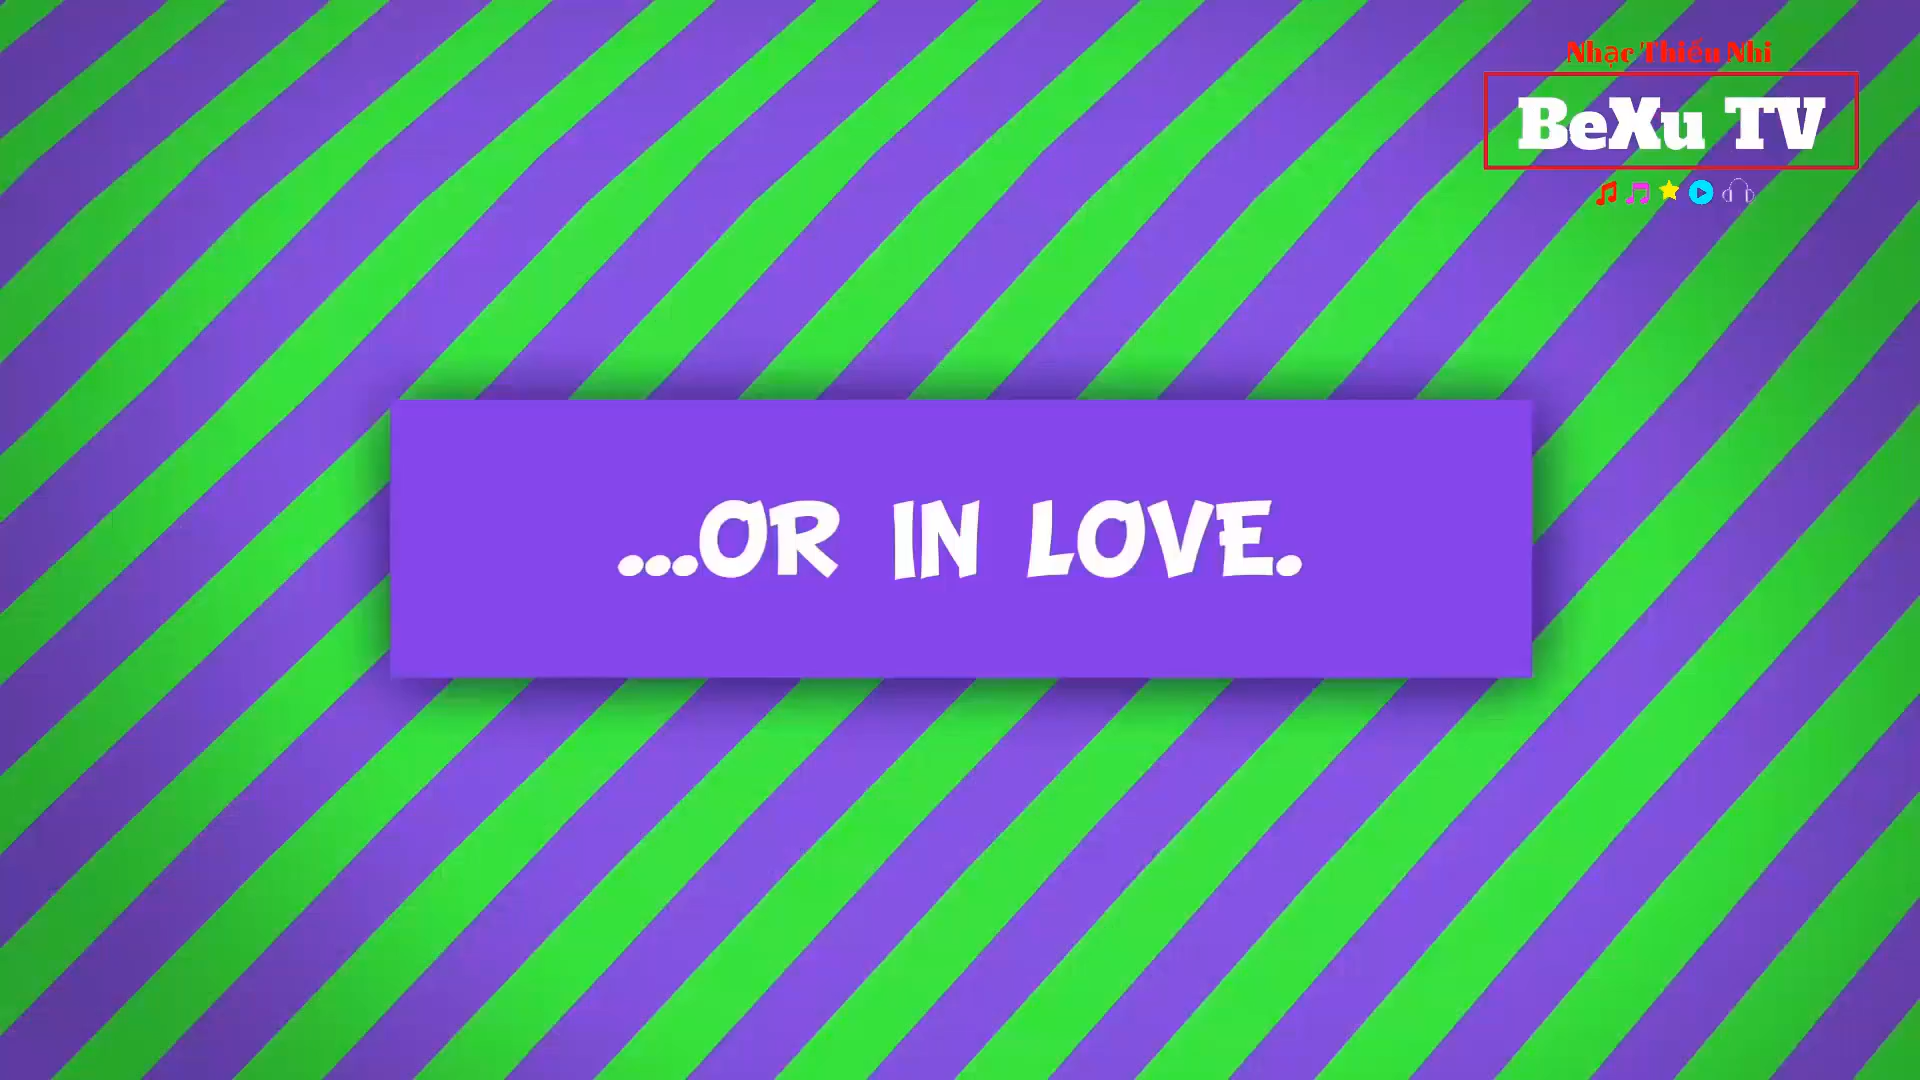 Nhạc Thiếu Nhi
BeXu TV
...OR IN LOVE.